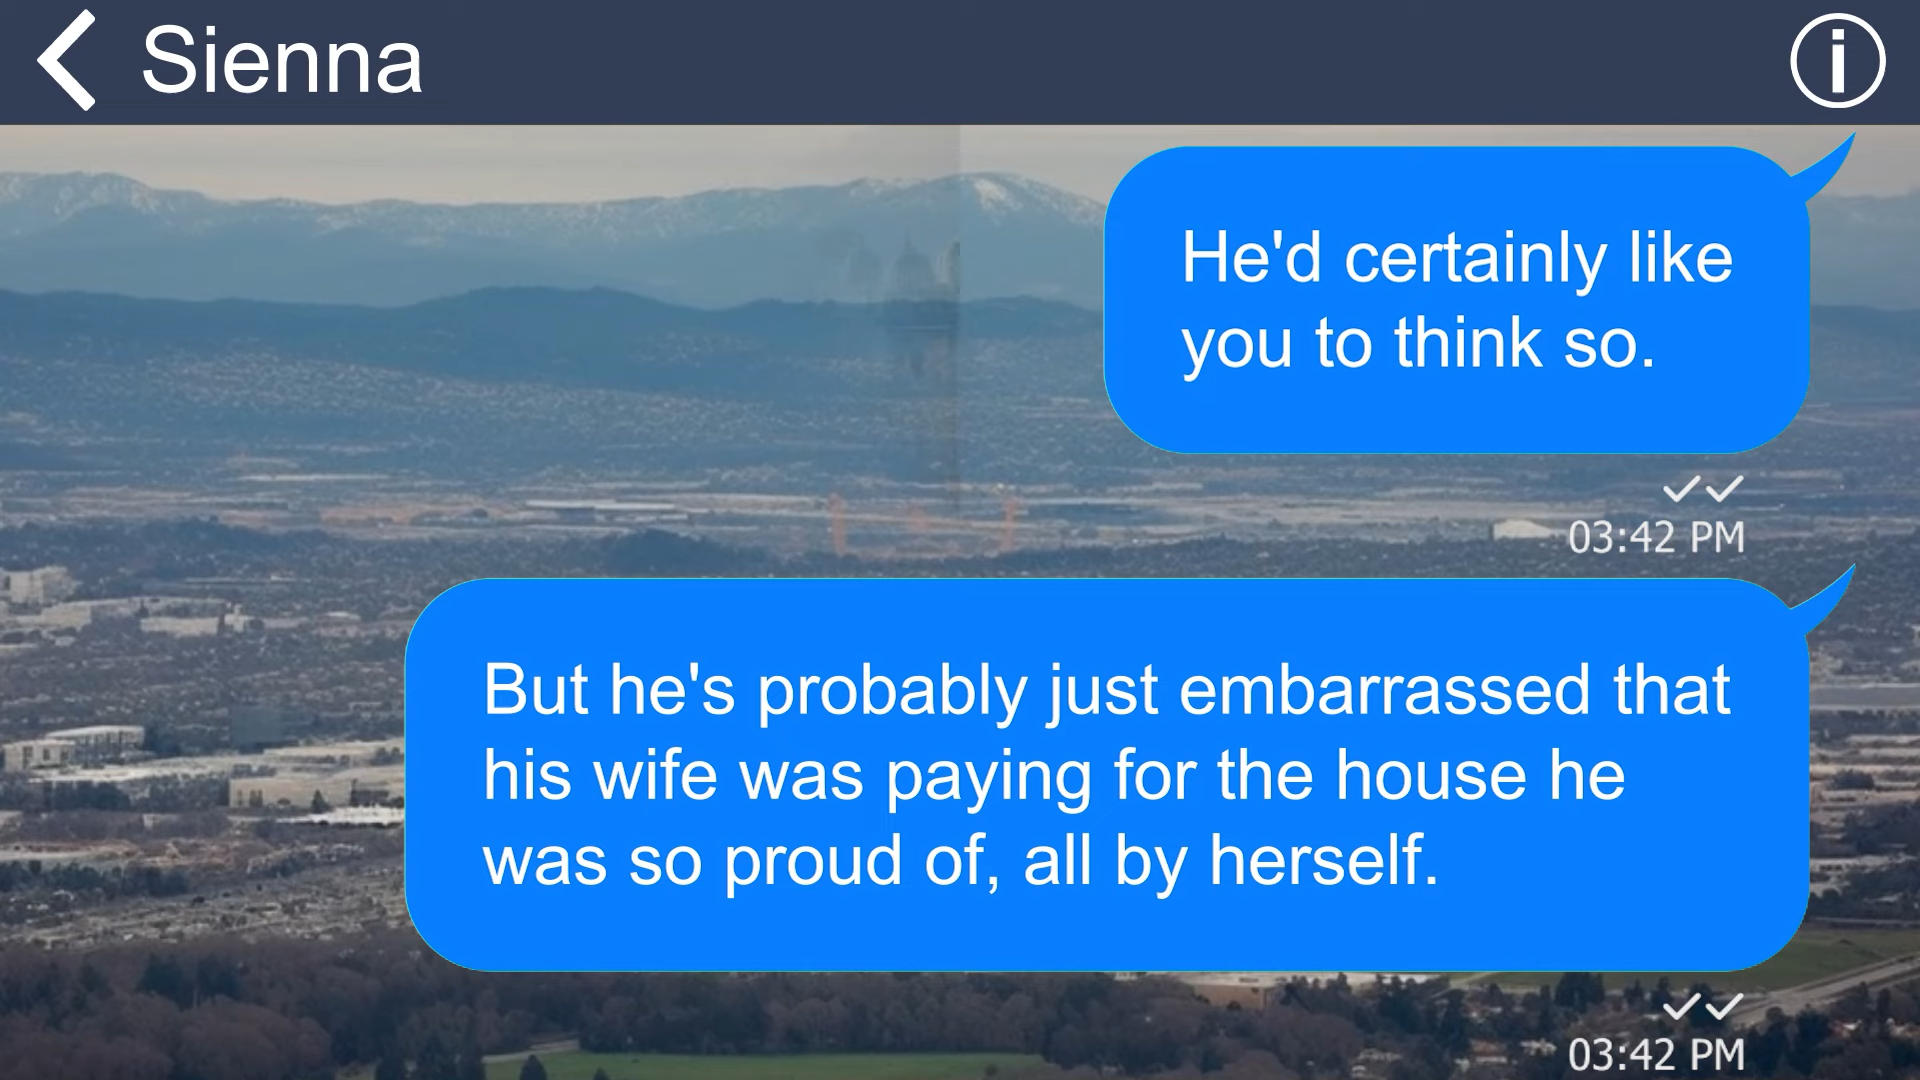 Sienna
He'd certainly like
you to think so.
03:42 PM
But he's probably just embarrassed that
his wife was paying for the house he
was so proud of, all by herself.
03:42 PM